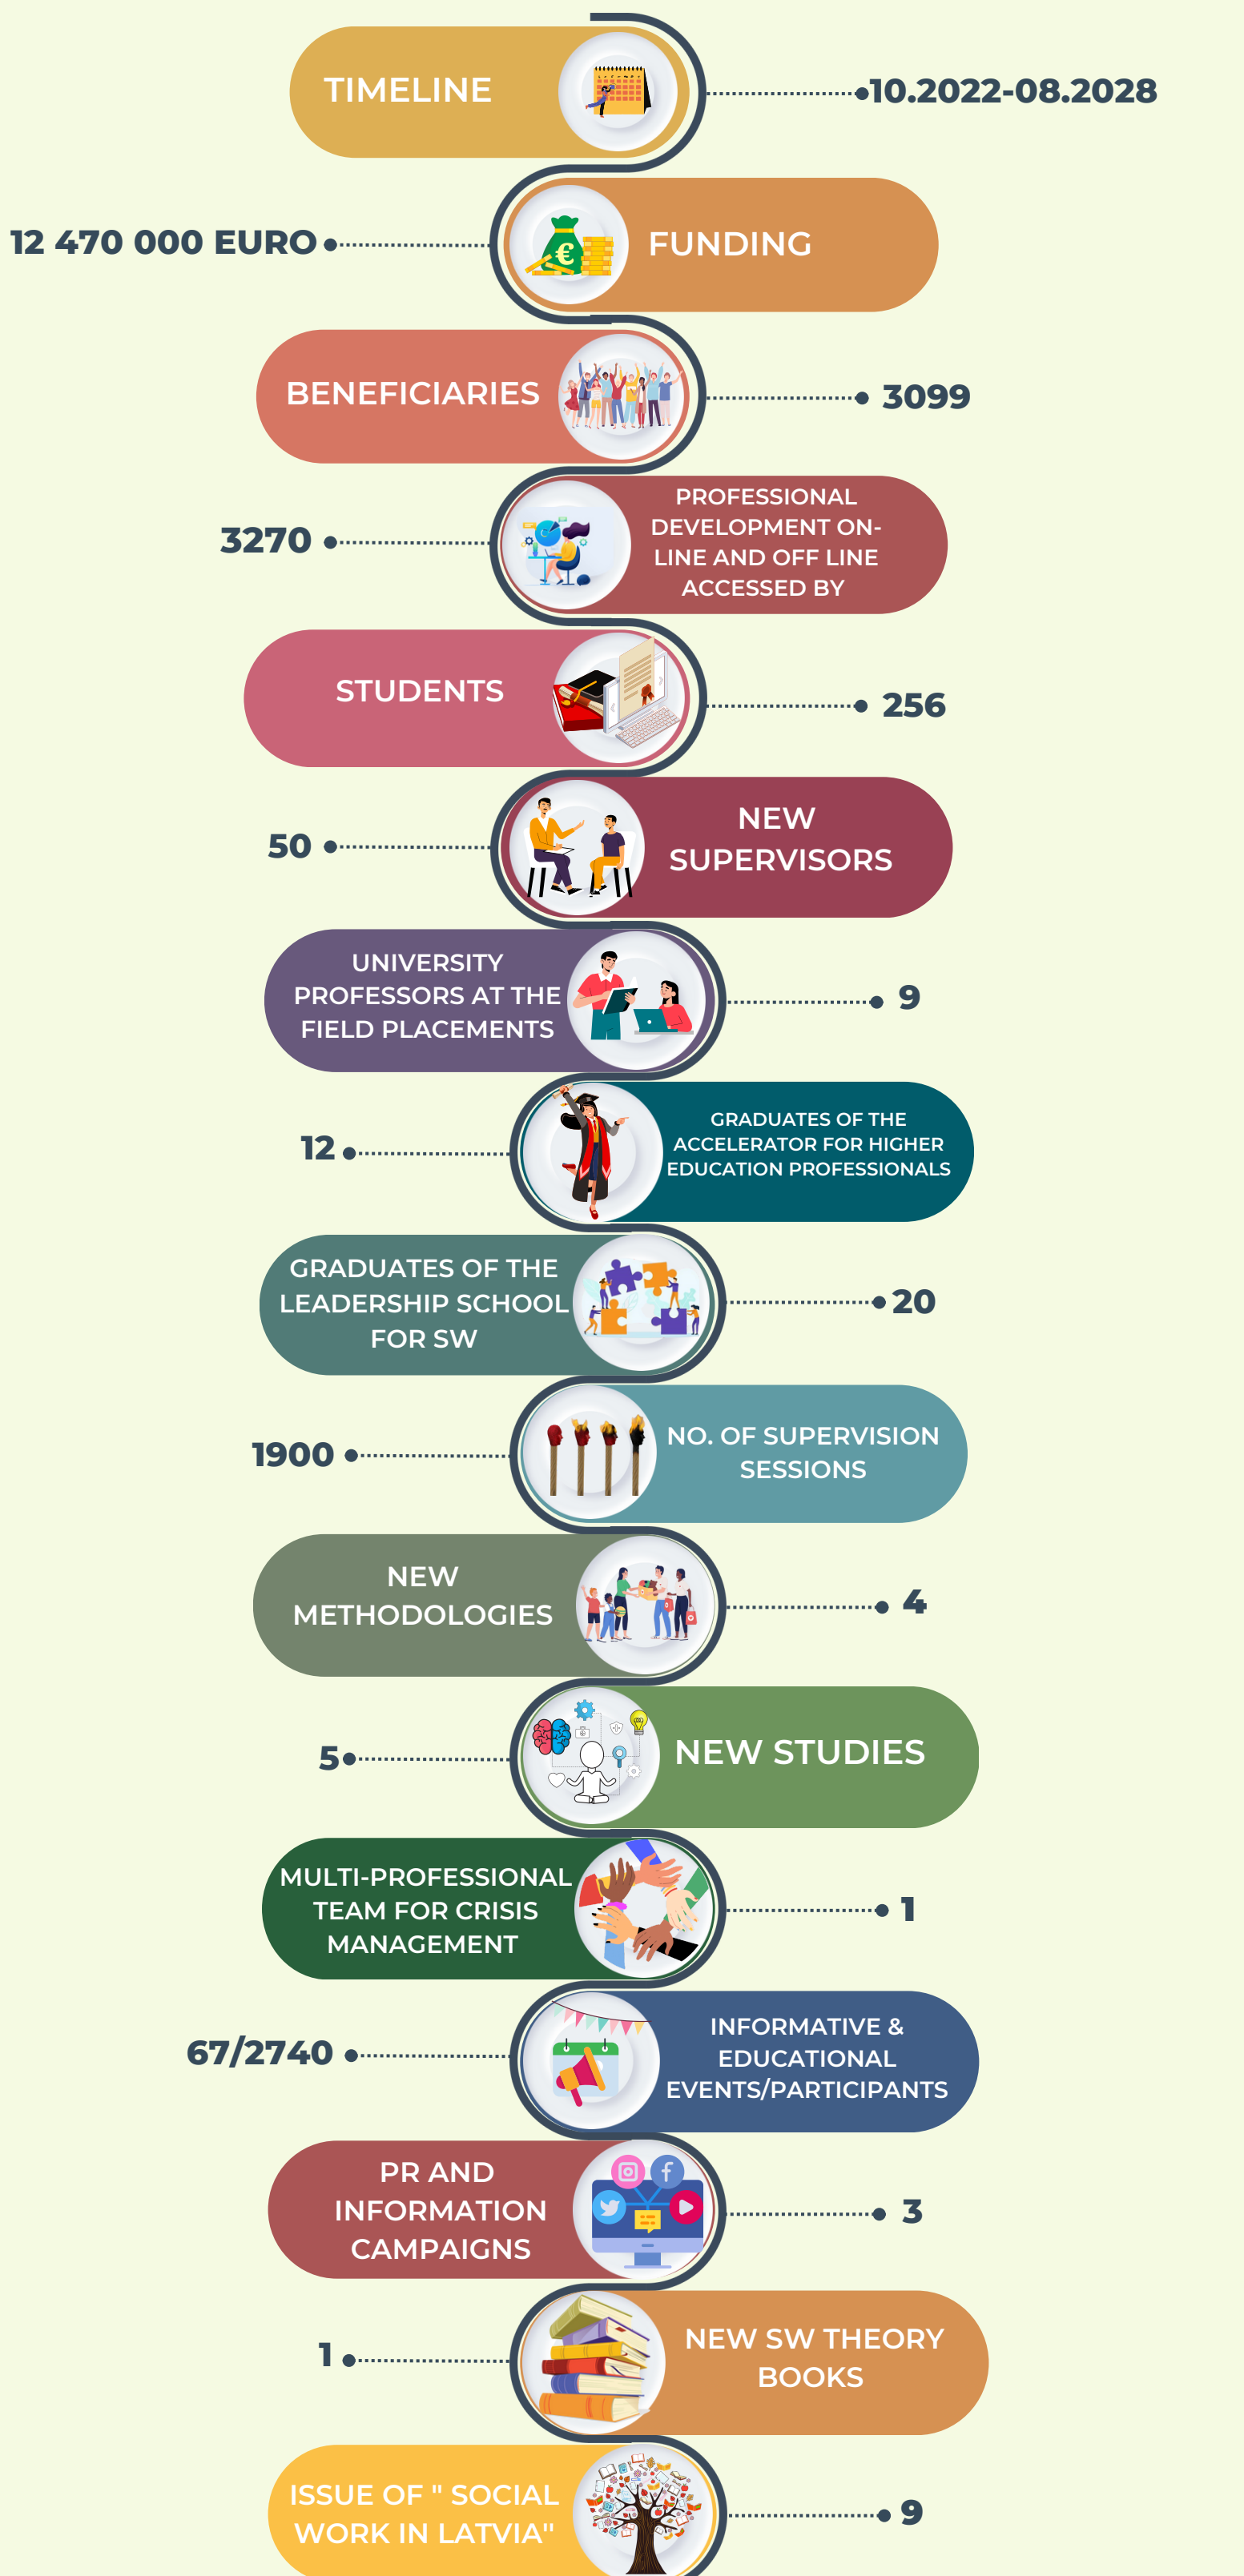 TIMELINE
10.2022-08.2028
12 470 000 EURO
FUNDING
BENEFICIARIES
3099
3270
PROFESSIONAL
DEVELOPMENT ON-
LINE AND OFF LINE
ACCESSED BY
STUDENTS
256
50
NEW
SUPERVISORS
UNIVERSITY
PROFESSORS AT THE
FIELD PLACEMENTS
9
12
GRADUATES OF THE
ACCELERATOR FOR HIGHER
EDUCATION PROFESSIONALS
GRADUATES OF THE
LEADERSHIP SCHOOL
FOR SW
20
1900
NO. OF SUPERVISION
SESSIONS
NEW
METHODOLOGIES
4
5
NEW STUDIES
MULTI-PROFESSIONAL
TEAM FOR CRISIS
MANAGEMENT
1
67/2740
INFORMATIVE &
EDUCATIONAL
EVENTS/PARTICIPANTS
PR AND
INFORMATION
CAMPAIGNS
3
1
NEW SW THEORY
BOOKS
ISSUE OF " SOCIAL
WORK IN LATVIA"
9